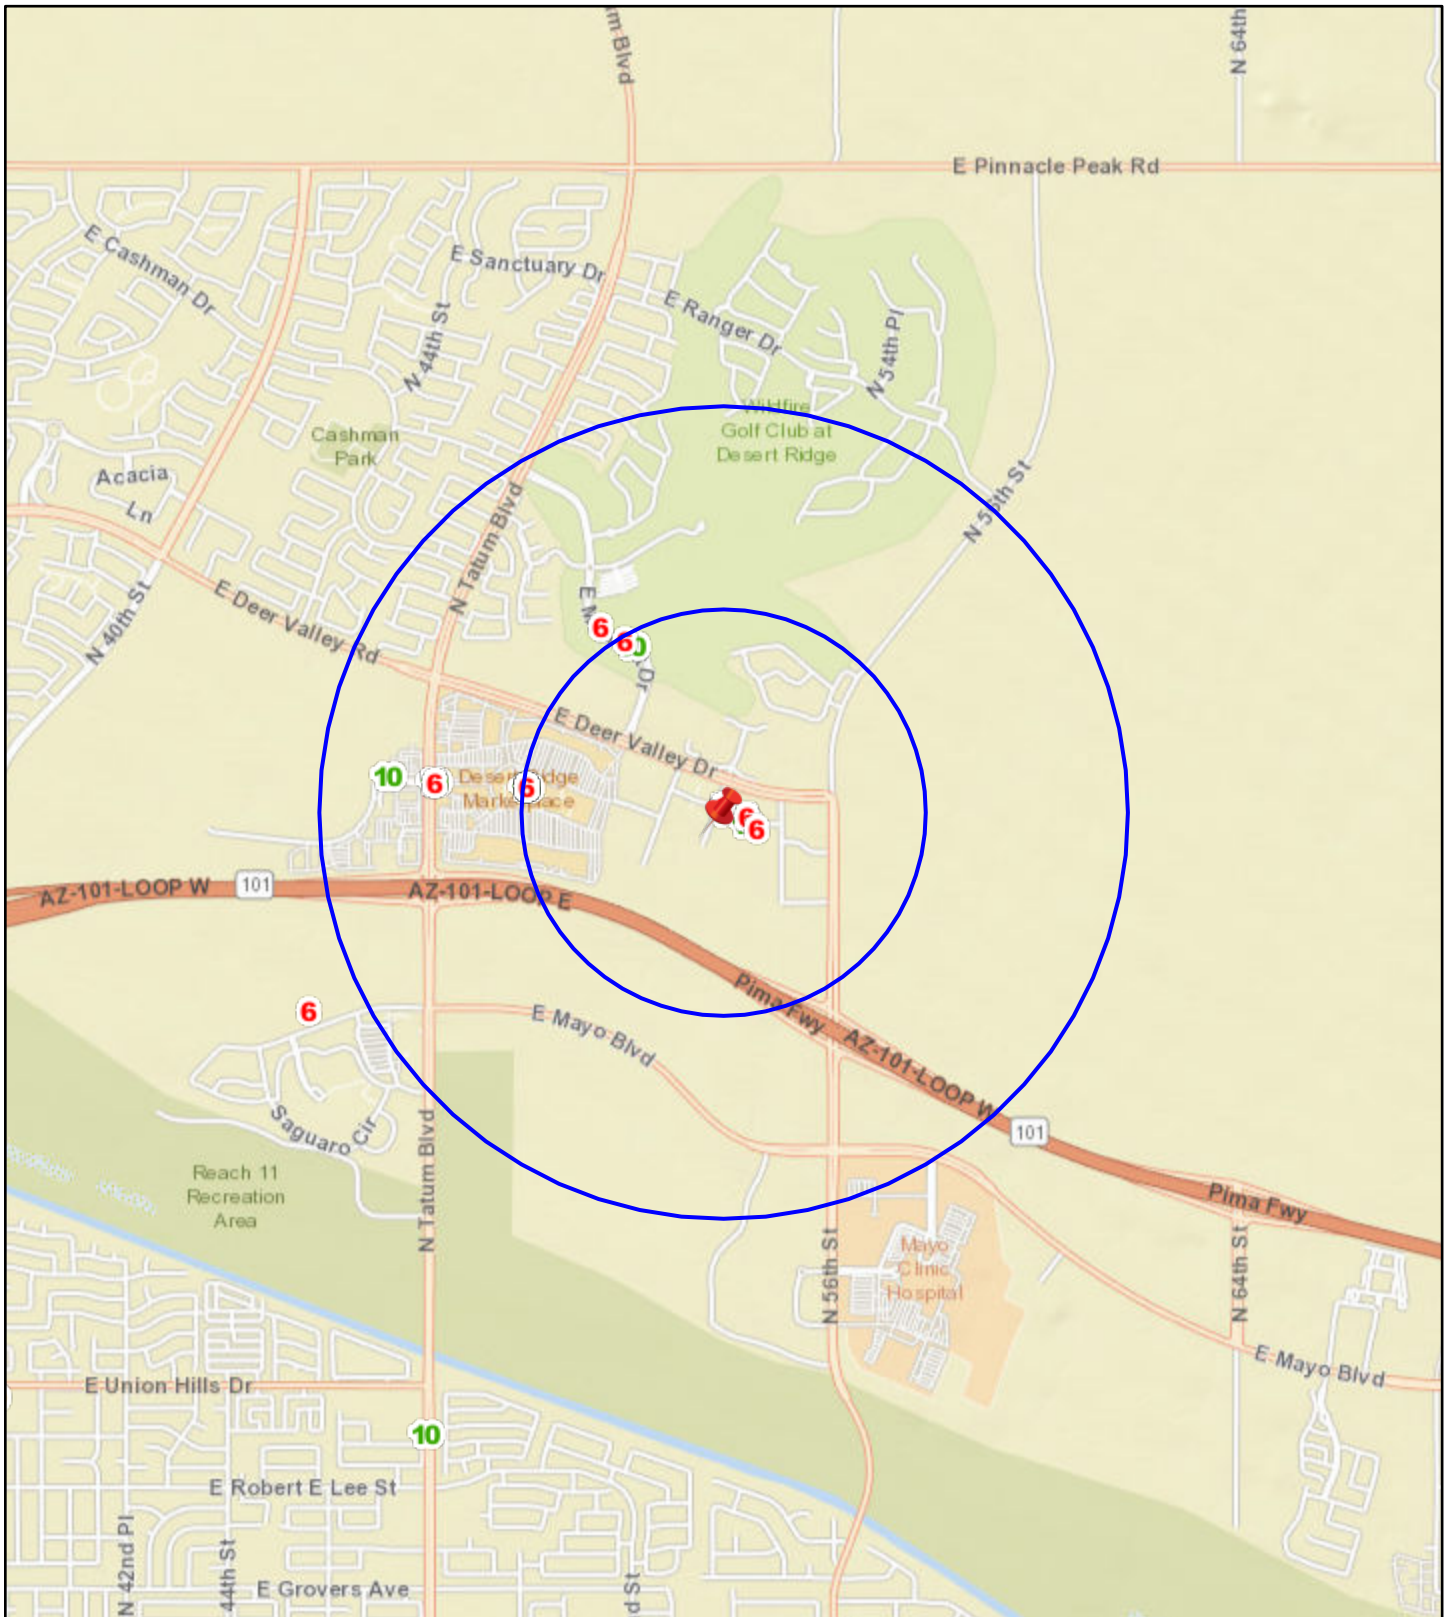 N 64th
E Pinnacle Peak Rd
E Cashman Dr
E Sanctuary Dr
E Ranger Dr
N 44th St
N 54th Pl
Wildfire
Golf Club at
Desert Ridge
Cashman
Park
Acacia
Ln
N Tatum Blvd
N 56th St
N 40th St
E Deer Valley Rd
6
6
Dr
E Deer Valley Dr
10
6
6
Desert Ridge
Marketplace
6
6
AZ-101-LOOP W
101
AZ-101-LOOP E
6
Pima Fwy
E Mayo Blvd
AZ-101-LOOP W
101
Saguaro Cir
N Tatum Blvd
Reach 11
Recreation
Area
Pima Fwy
Mayo
Clinic
Hospital
N 56th St
N 64th St
E Mayo Blvd
E Union Hills Dr
10
E Robert E Lee St
N 42nd Pl
44th St
E Grovers Ave
d St